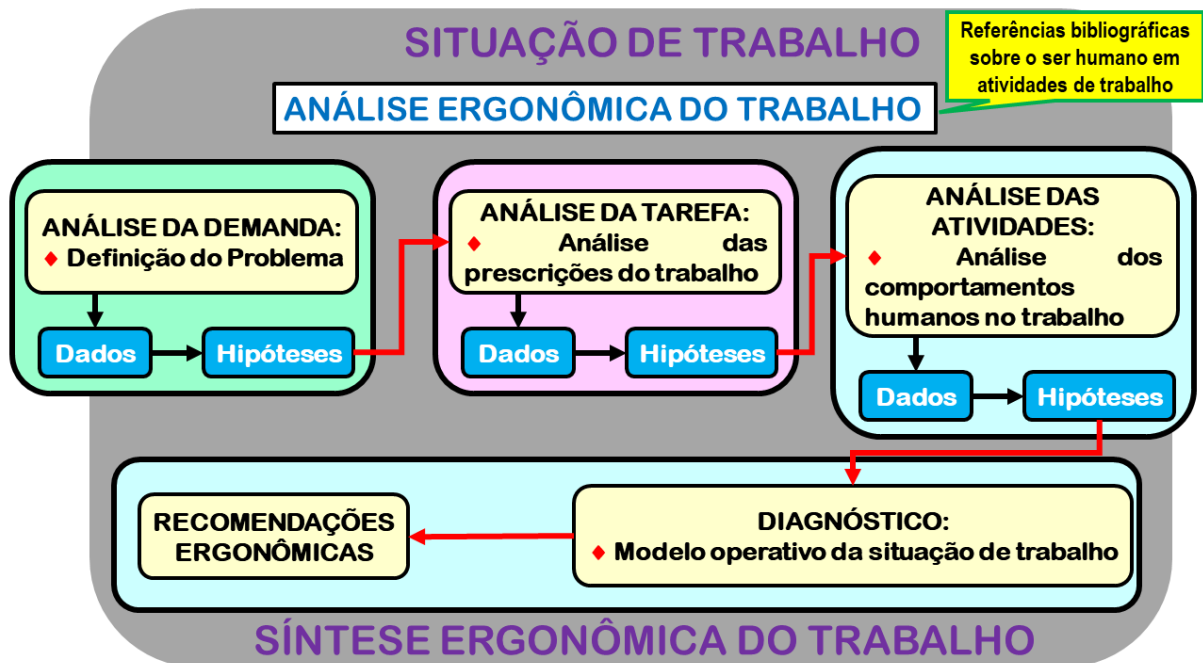 SITUAÇÃO DE TRABALHO
Referências bibliográficas
sobre o ser humano em
atividades de trabalho
ANÁLISE ERGONÔMICA DO TRABALHO
ANÁLISE DA DEMANDA:
♦ Definição do Problema
Dados
Hipóteses
ANÁLISE DA TAREFA:
♦ Análise das
prescrições do trabalho
Dados
Hipóteses
ANÁLISE DAS
ATIVIDADES:
♦ Análise dos
comportamentos
humanos no trabalho
Dados
Hipóteses
DIAGNÓSTICO:
♦ Modelo operativo da situação de trabalho
RECOMENDAÇÕES
ERGONÔMICAS
SÍNTESE ERGONÔMICA DO TRABALHO